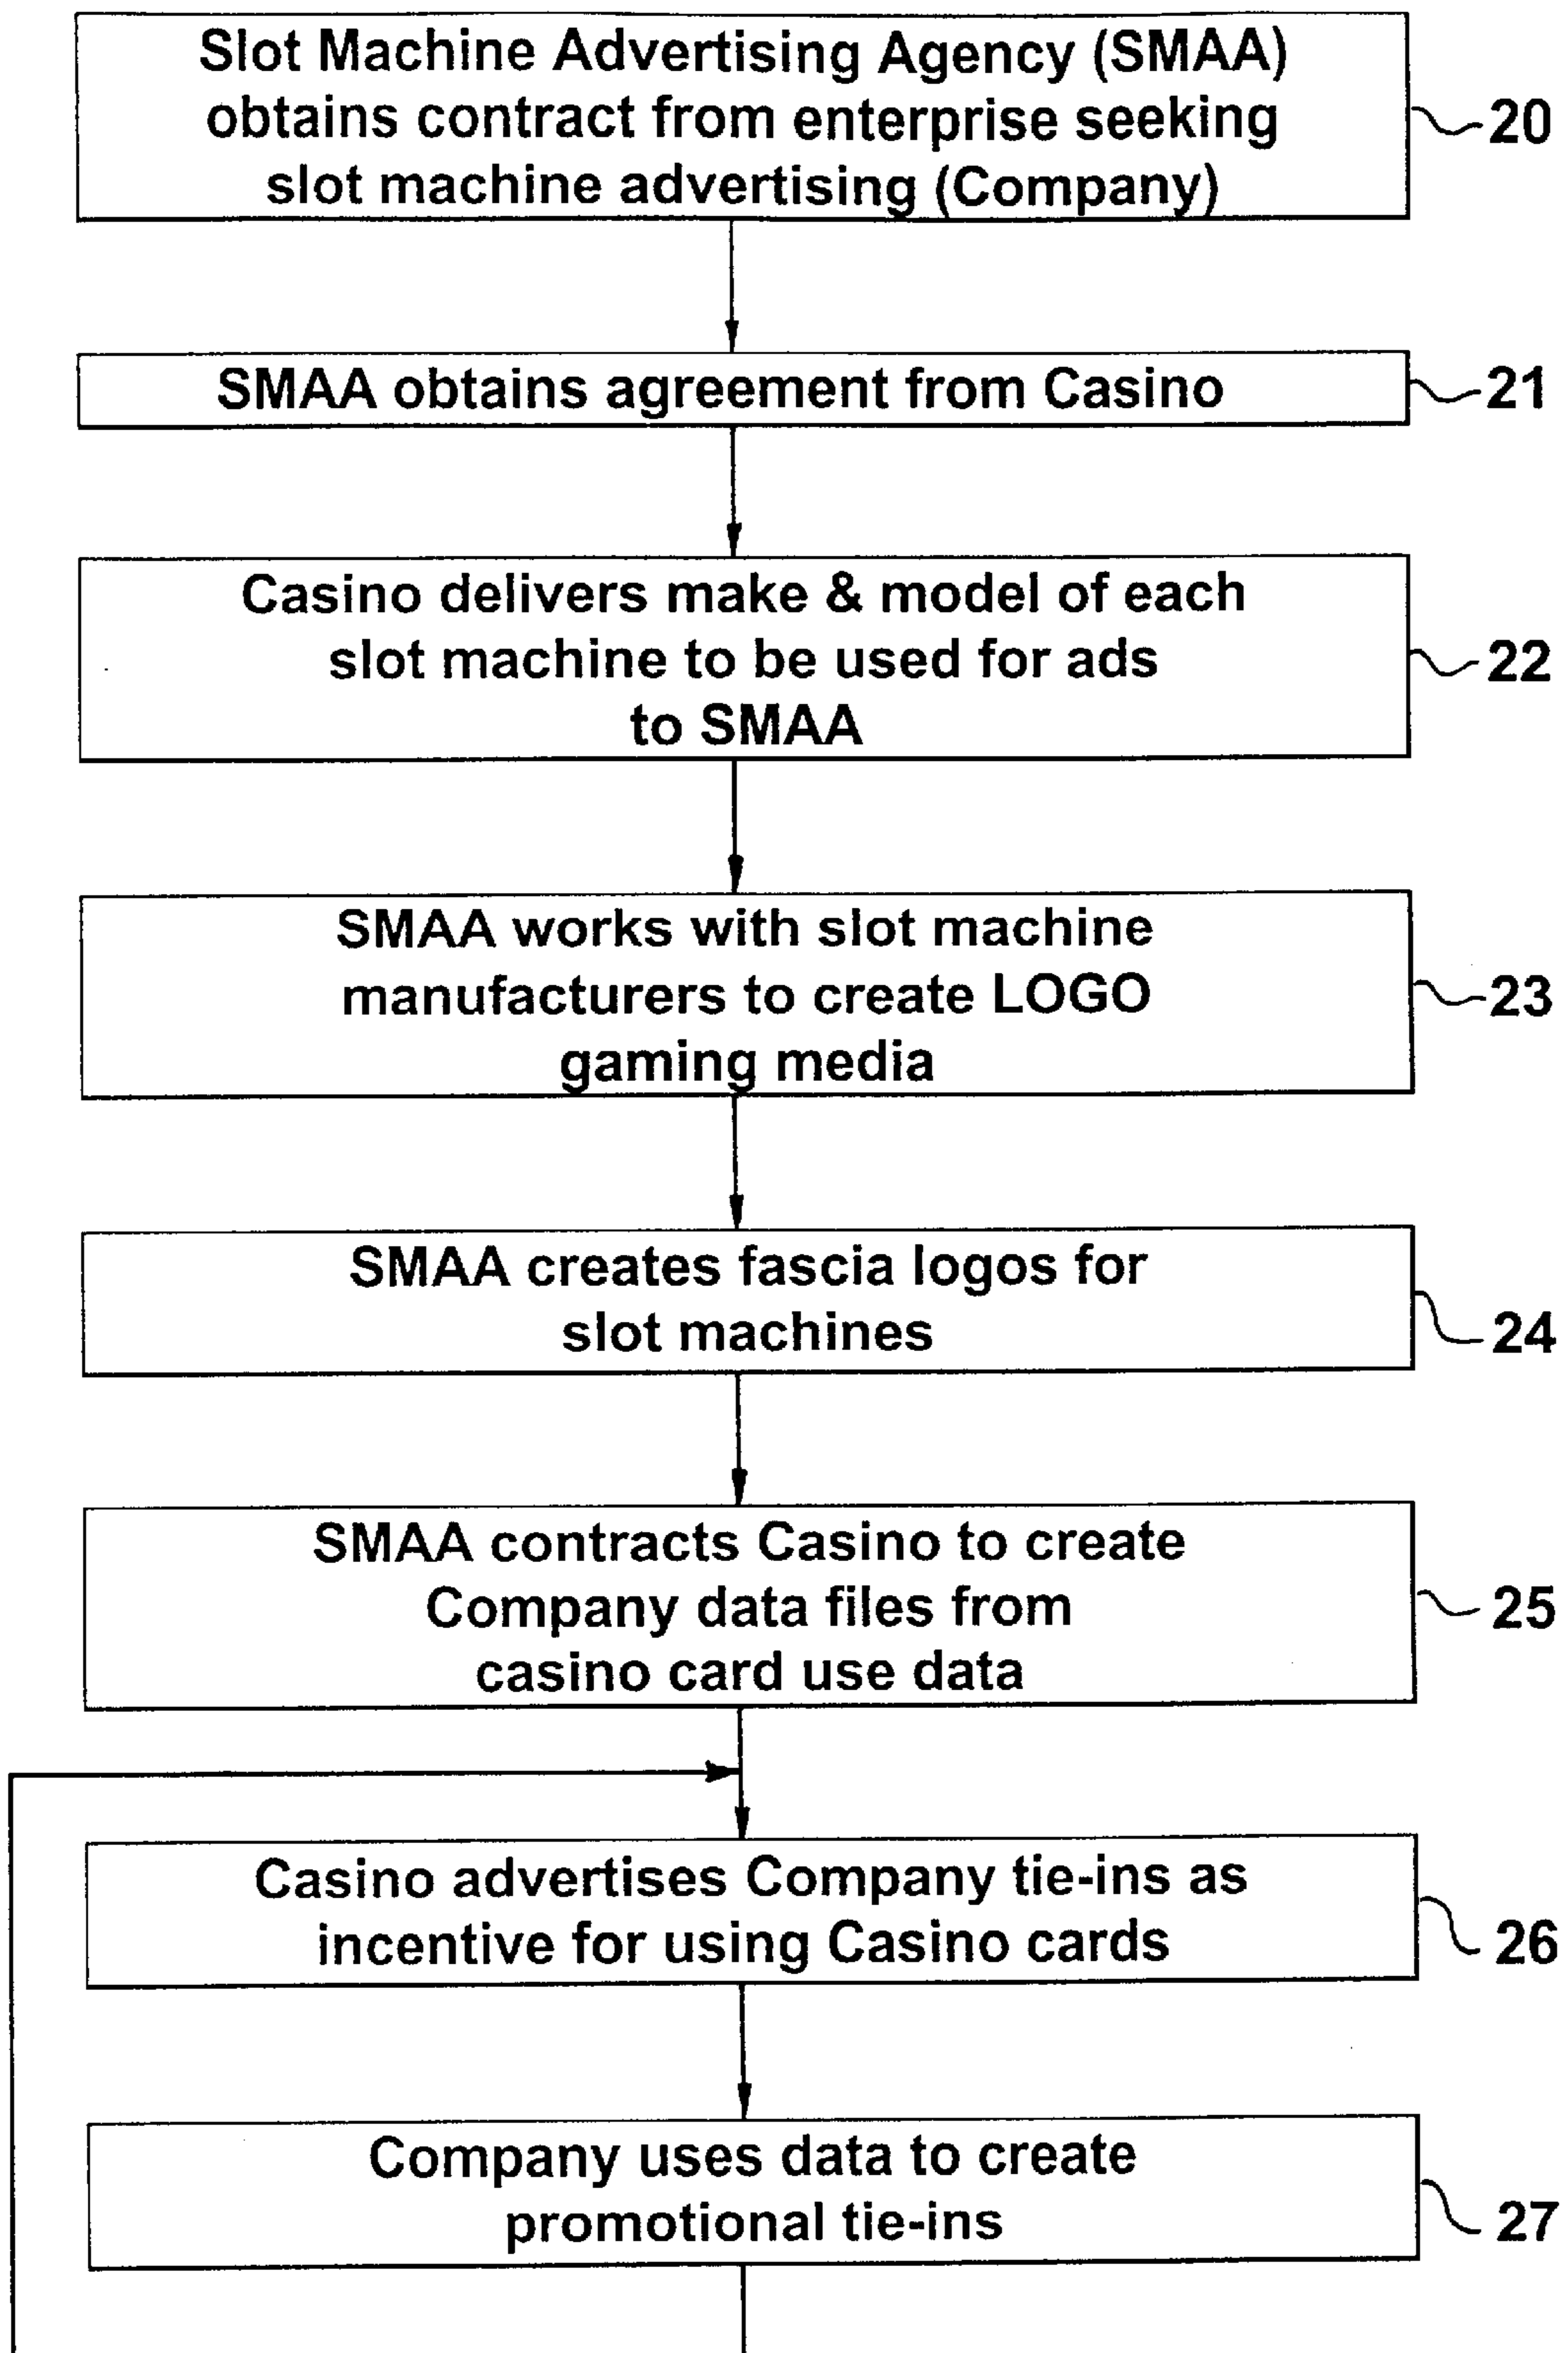 Slot Machine Advertising Agency (SMAA)
obtains contract from enterprise seeking
slot machine advertising (Company)
20
SMAA obtains agreement from Casino
21
Casino delivers make & model of each
slot machine to be used for ads
to SMAA
22
SMAA works with slot machine
manufacturers to create LOGO
gaming media
23
SMAA creates fascia logos for
slot machines
24
SMAA contracts Casino to create
Company data files from
casino card use data
25
Casino advertises Company tie-ins as
incentive for using Casino cards
26
Company uses data to create
promotional tie-ins
27